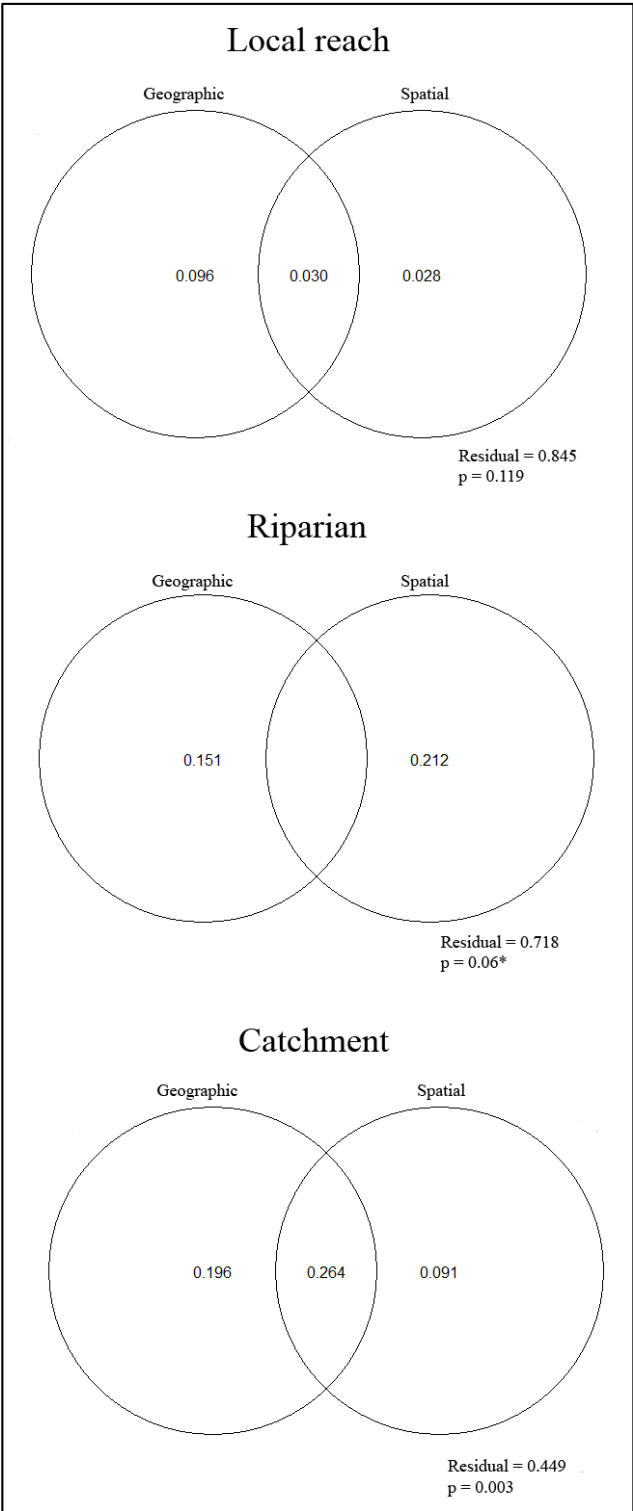 Local reach
Geographic Spatial
0.096 0.030 0.028
Residual = 0.845
p = 0.119
Riparian
Geographic Spatial
0.151 0.212
Residual = 0.718
p = 0.06*
Catchment
Geographic Spatial
0.196 0.264 0.091
Residual = 0.449
p = 0.003